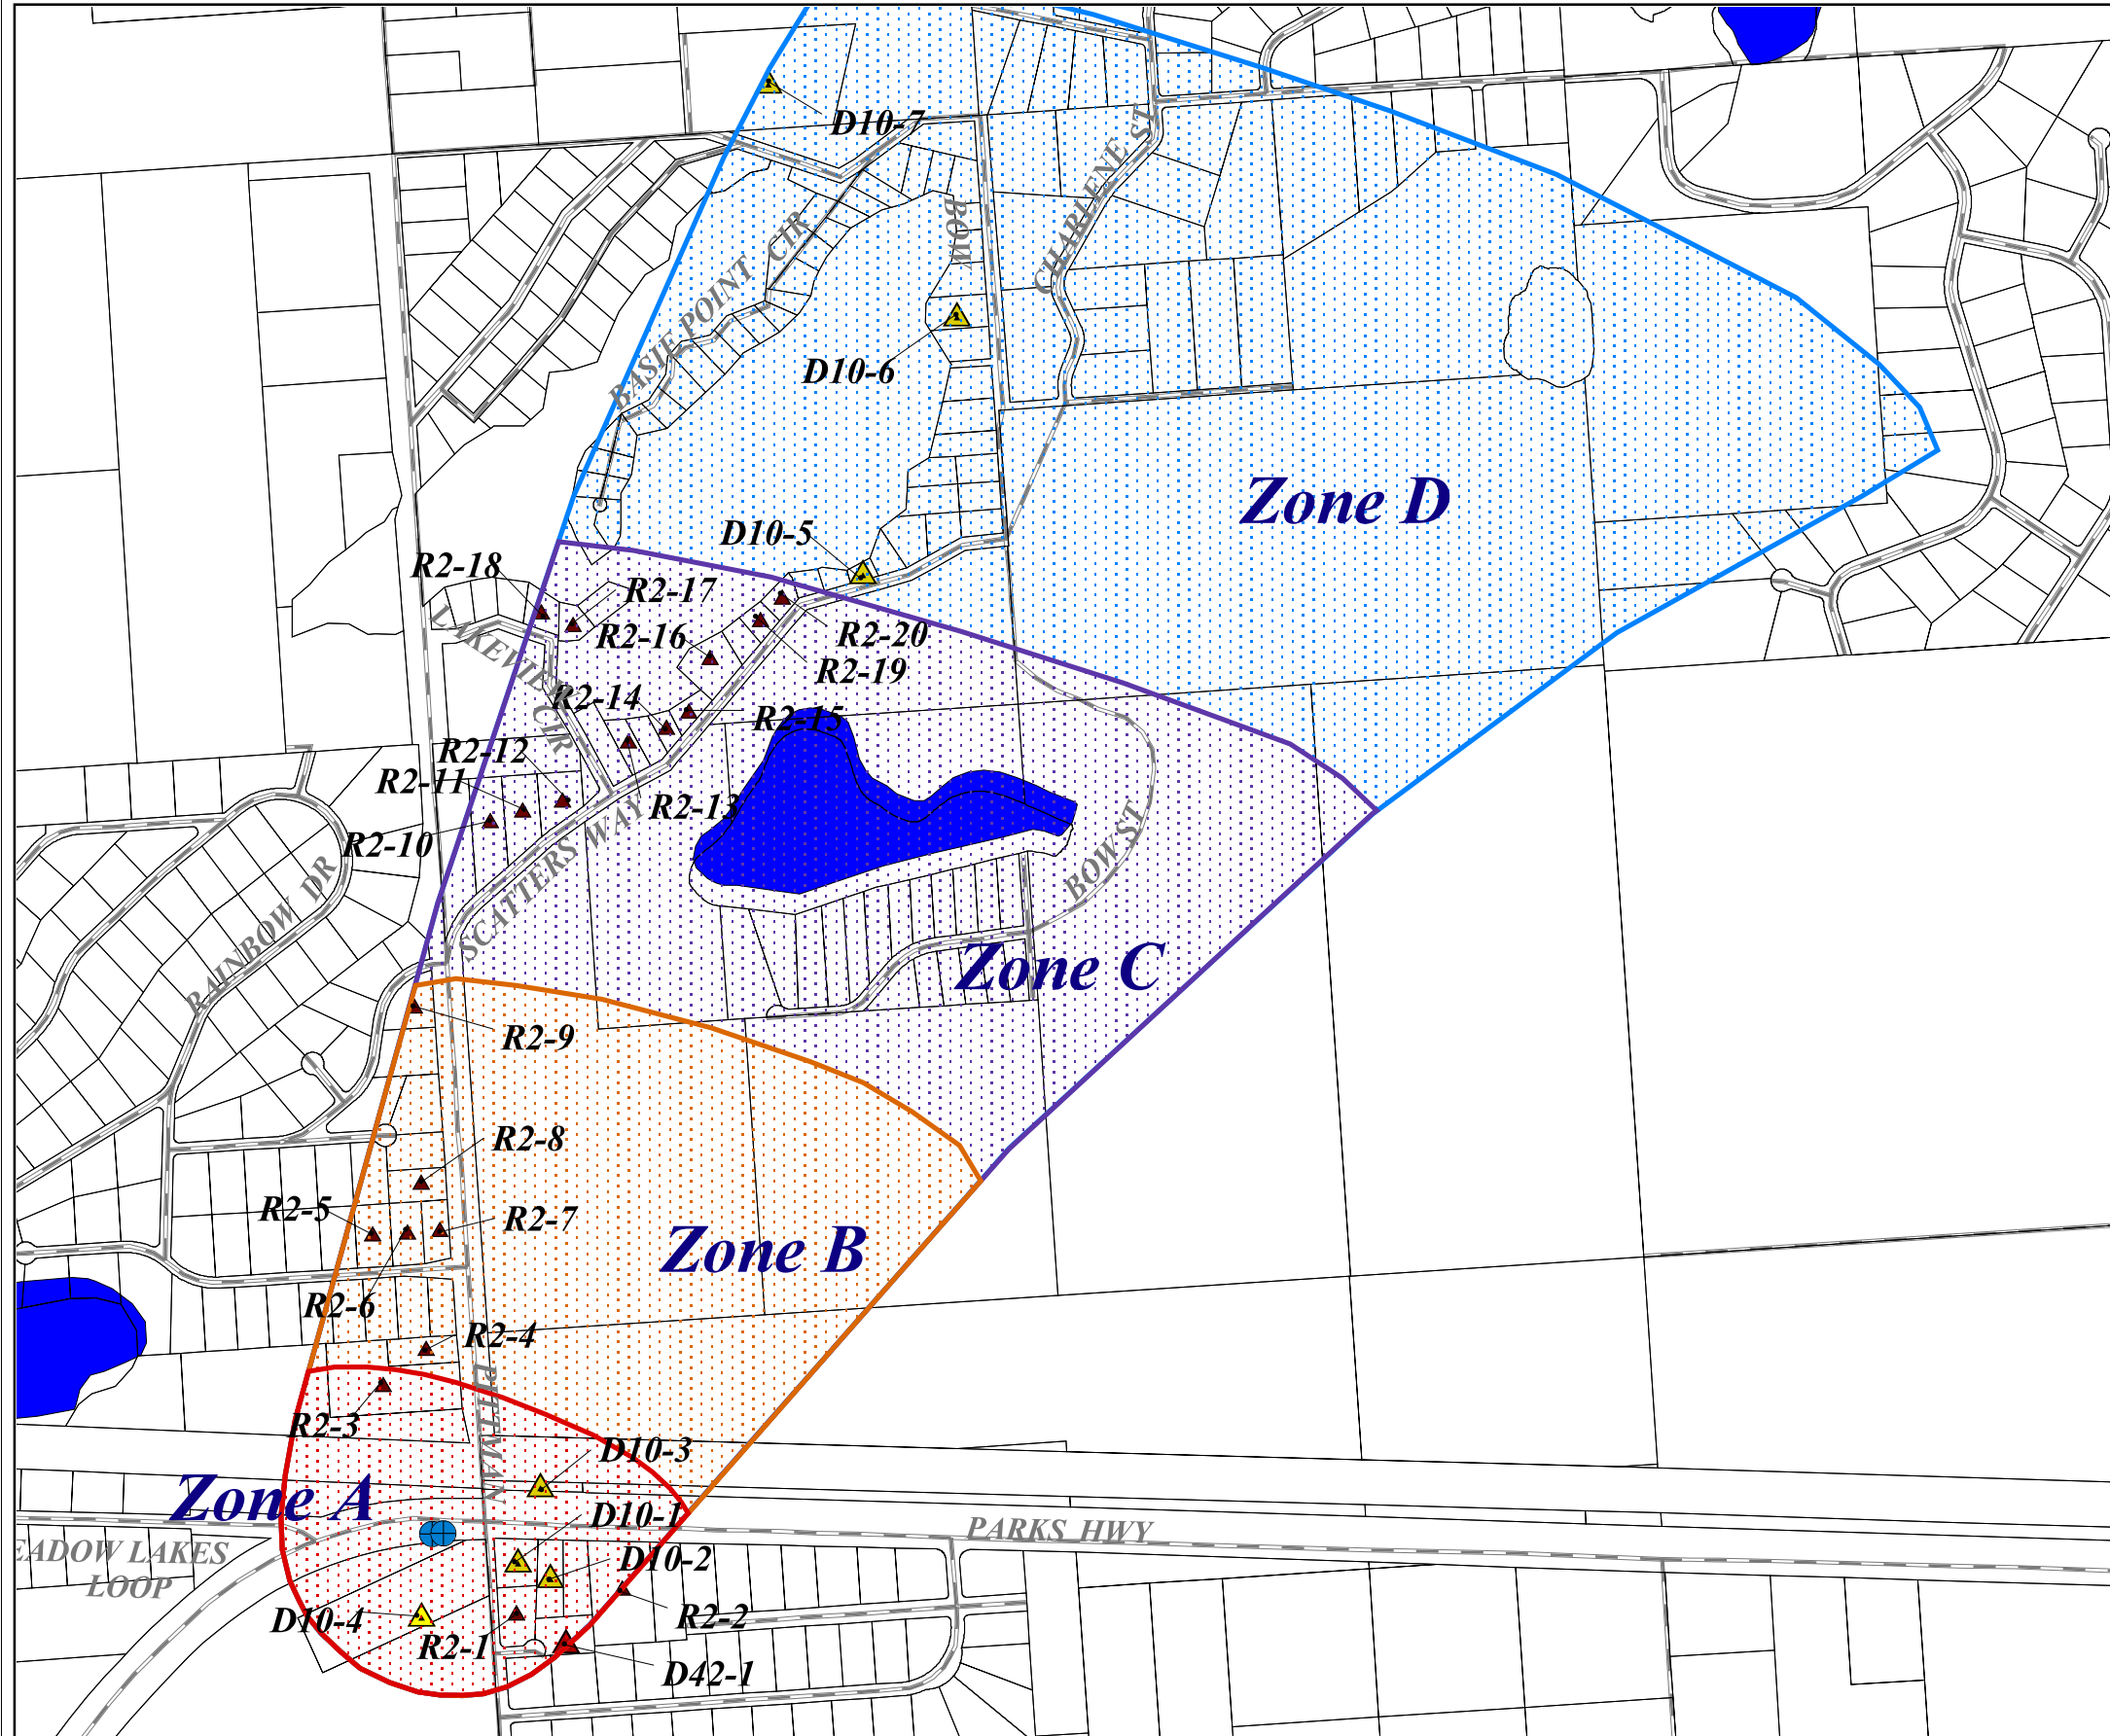 D10-7
CHARLENE ST
BOW
BASIE POINT CIR
D10-6
Zone D
D10-5
R2-18
R2-17
LAKEVIEW CIR
R2-16
R2-20
R2-19
R2-14
R2-15
R2-12
R2-11
R2-13
R2-10
BOW ST
SCATTERS WAY
RAINBOW DR
Zone C
R2-9
R2-8
R2-5
R2-7
Zone B
R2-6
R2-4
PITTMAN
R2-3
D10-3
Zone A
D10-1
PARKS HWY
EADOW LAKES
LOOP
D10-2
D10-4
R2-2
R2-1
D42-1